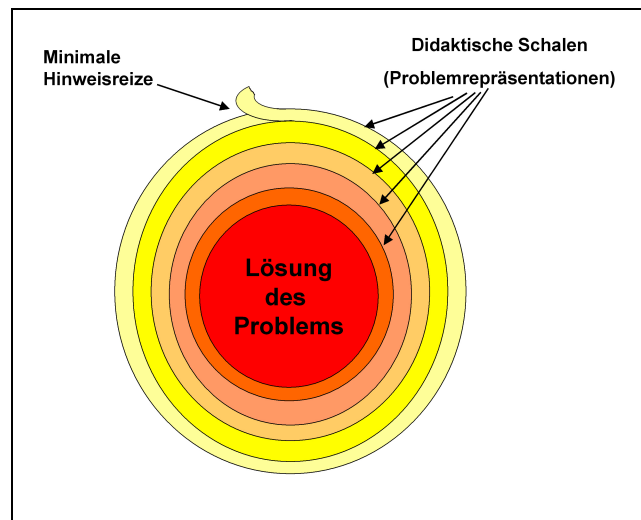 Minimale
Hinweisreize
Didaktische Schalen
(Problemrepräsentationen)
Lösung
des
Problems